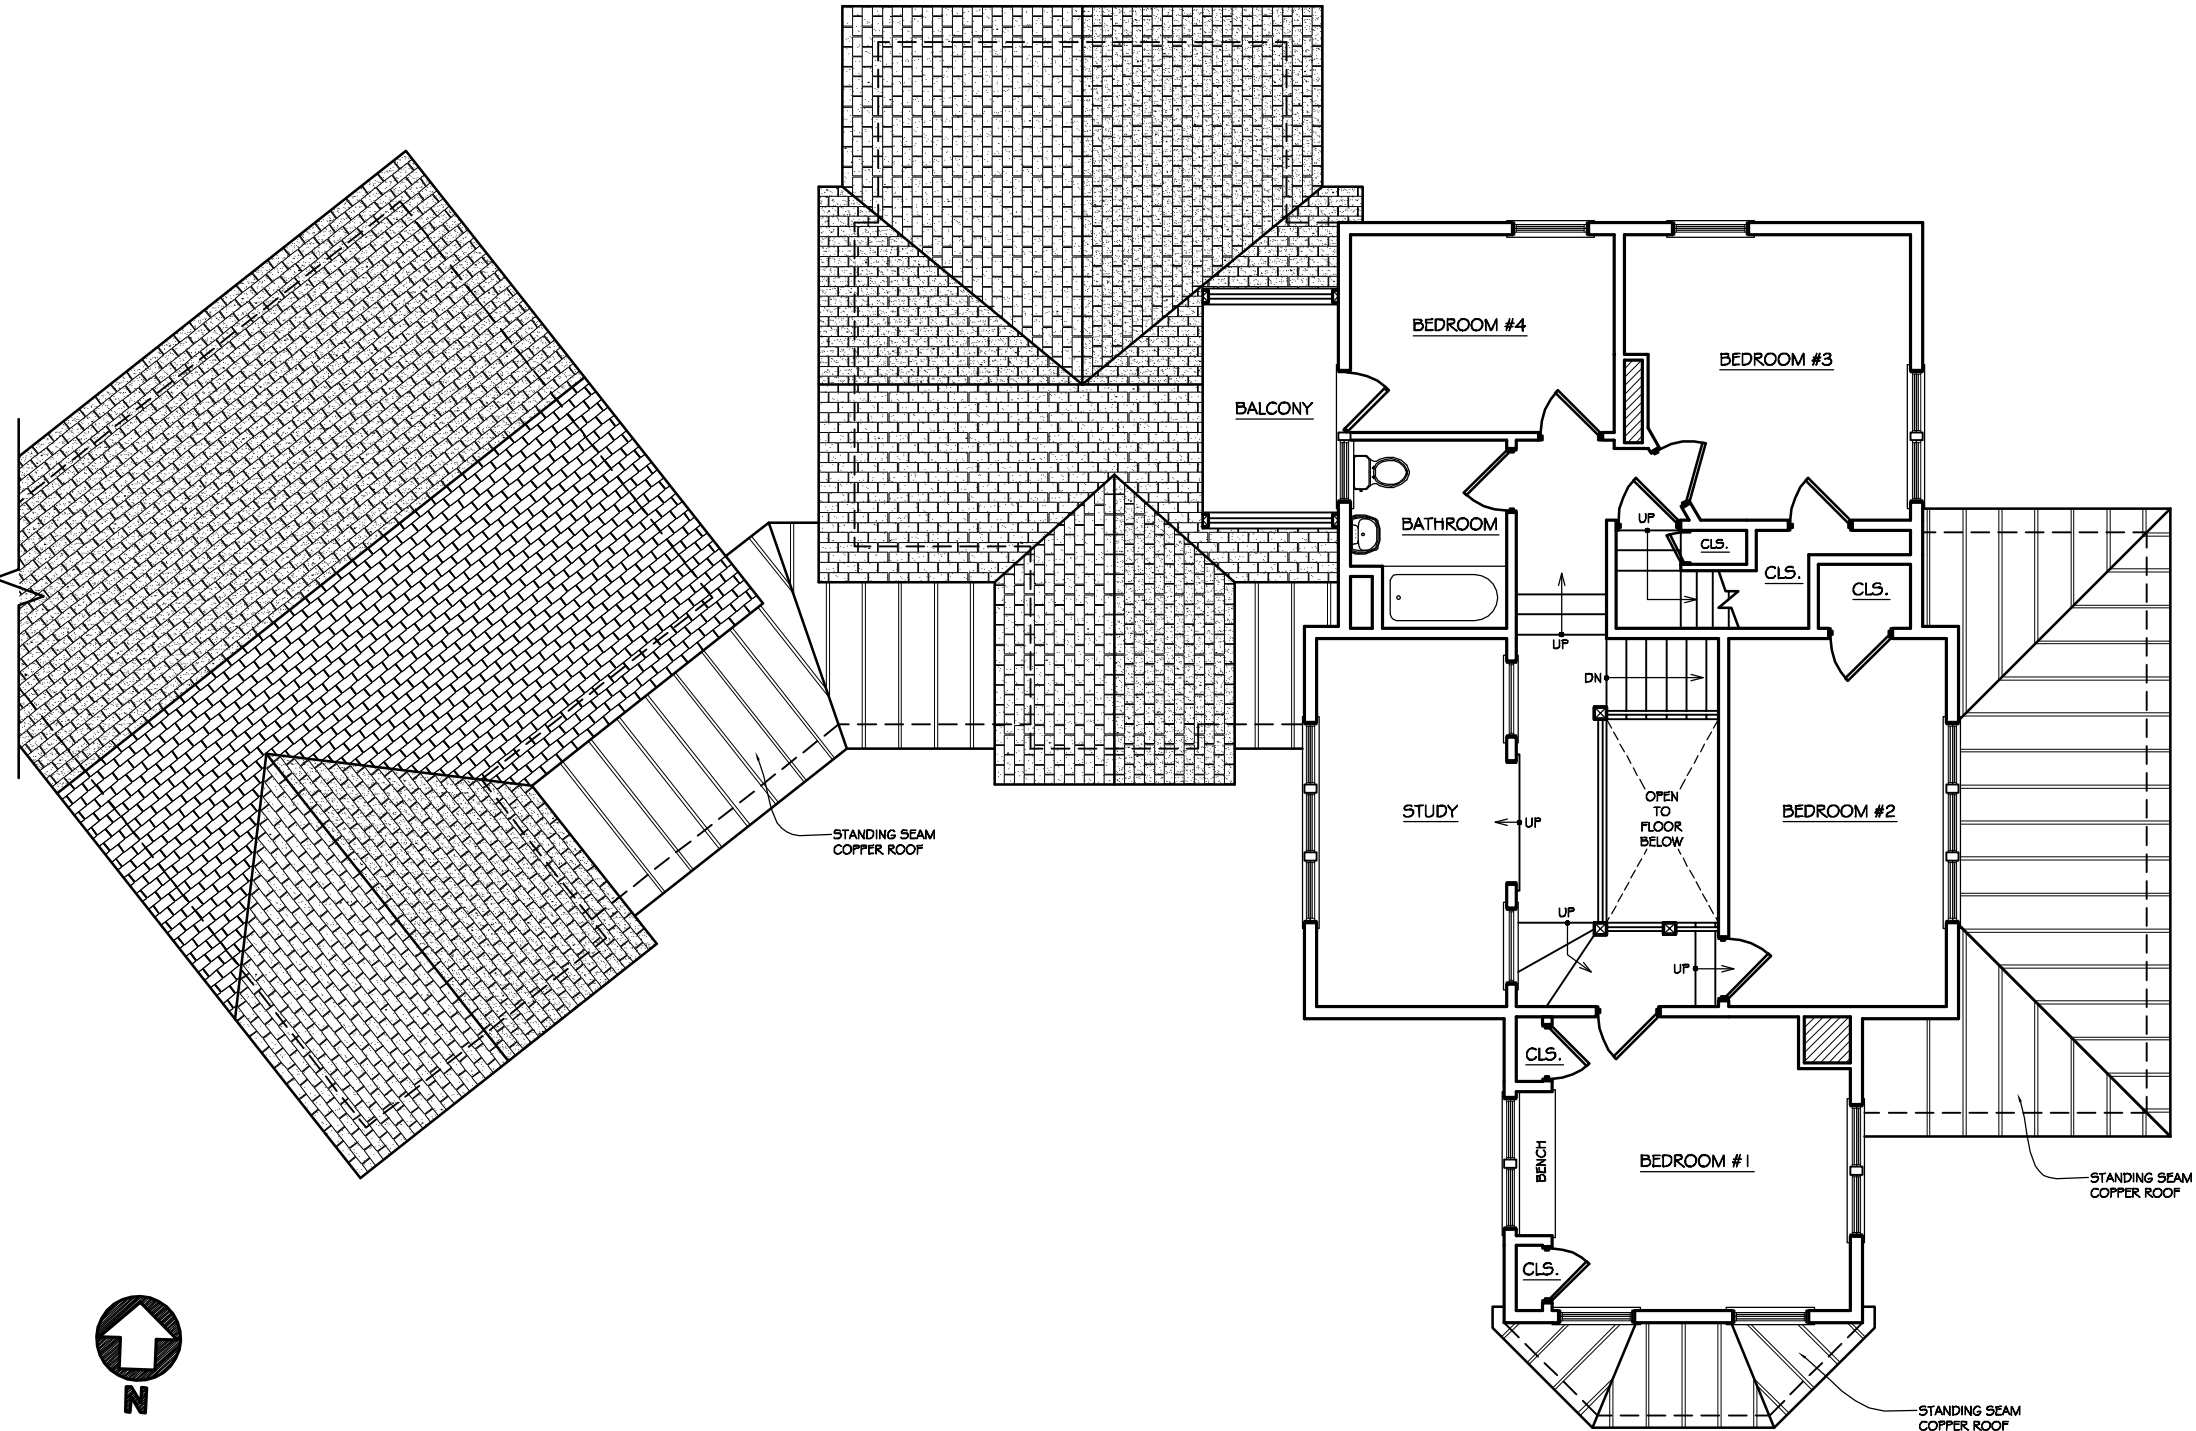 BEDROOM #4
BEDROOM #3
BALCONY
BATHROOM
UP
CLS.
CLS.
CLS.
UP
DN
OPEN
TO
FLOOR
BELOW
STUDY
UP
BEDROOM #2
STANDING SEAM
COPPER ROOF
UP
UP
CLS.
BENCH
BEDROOM #1
STANDING SEAM
COPPER ROOF
CLS.
N
STANDING SEAM
COPPER ROOF